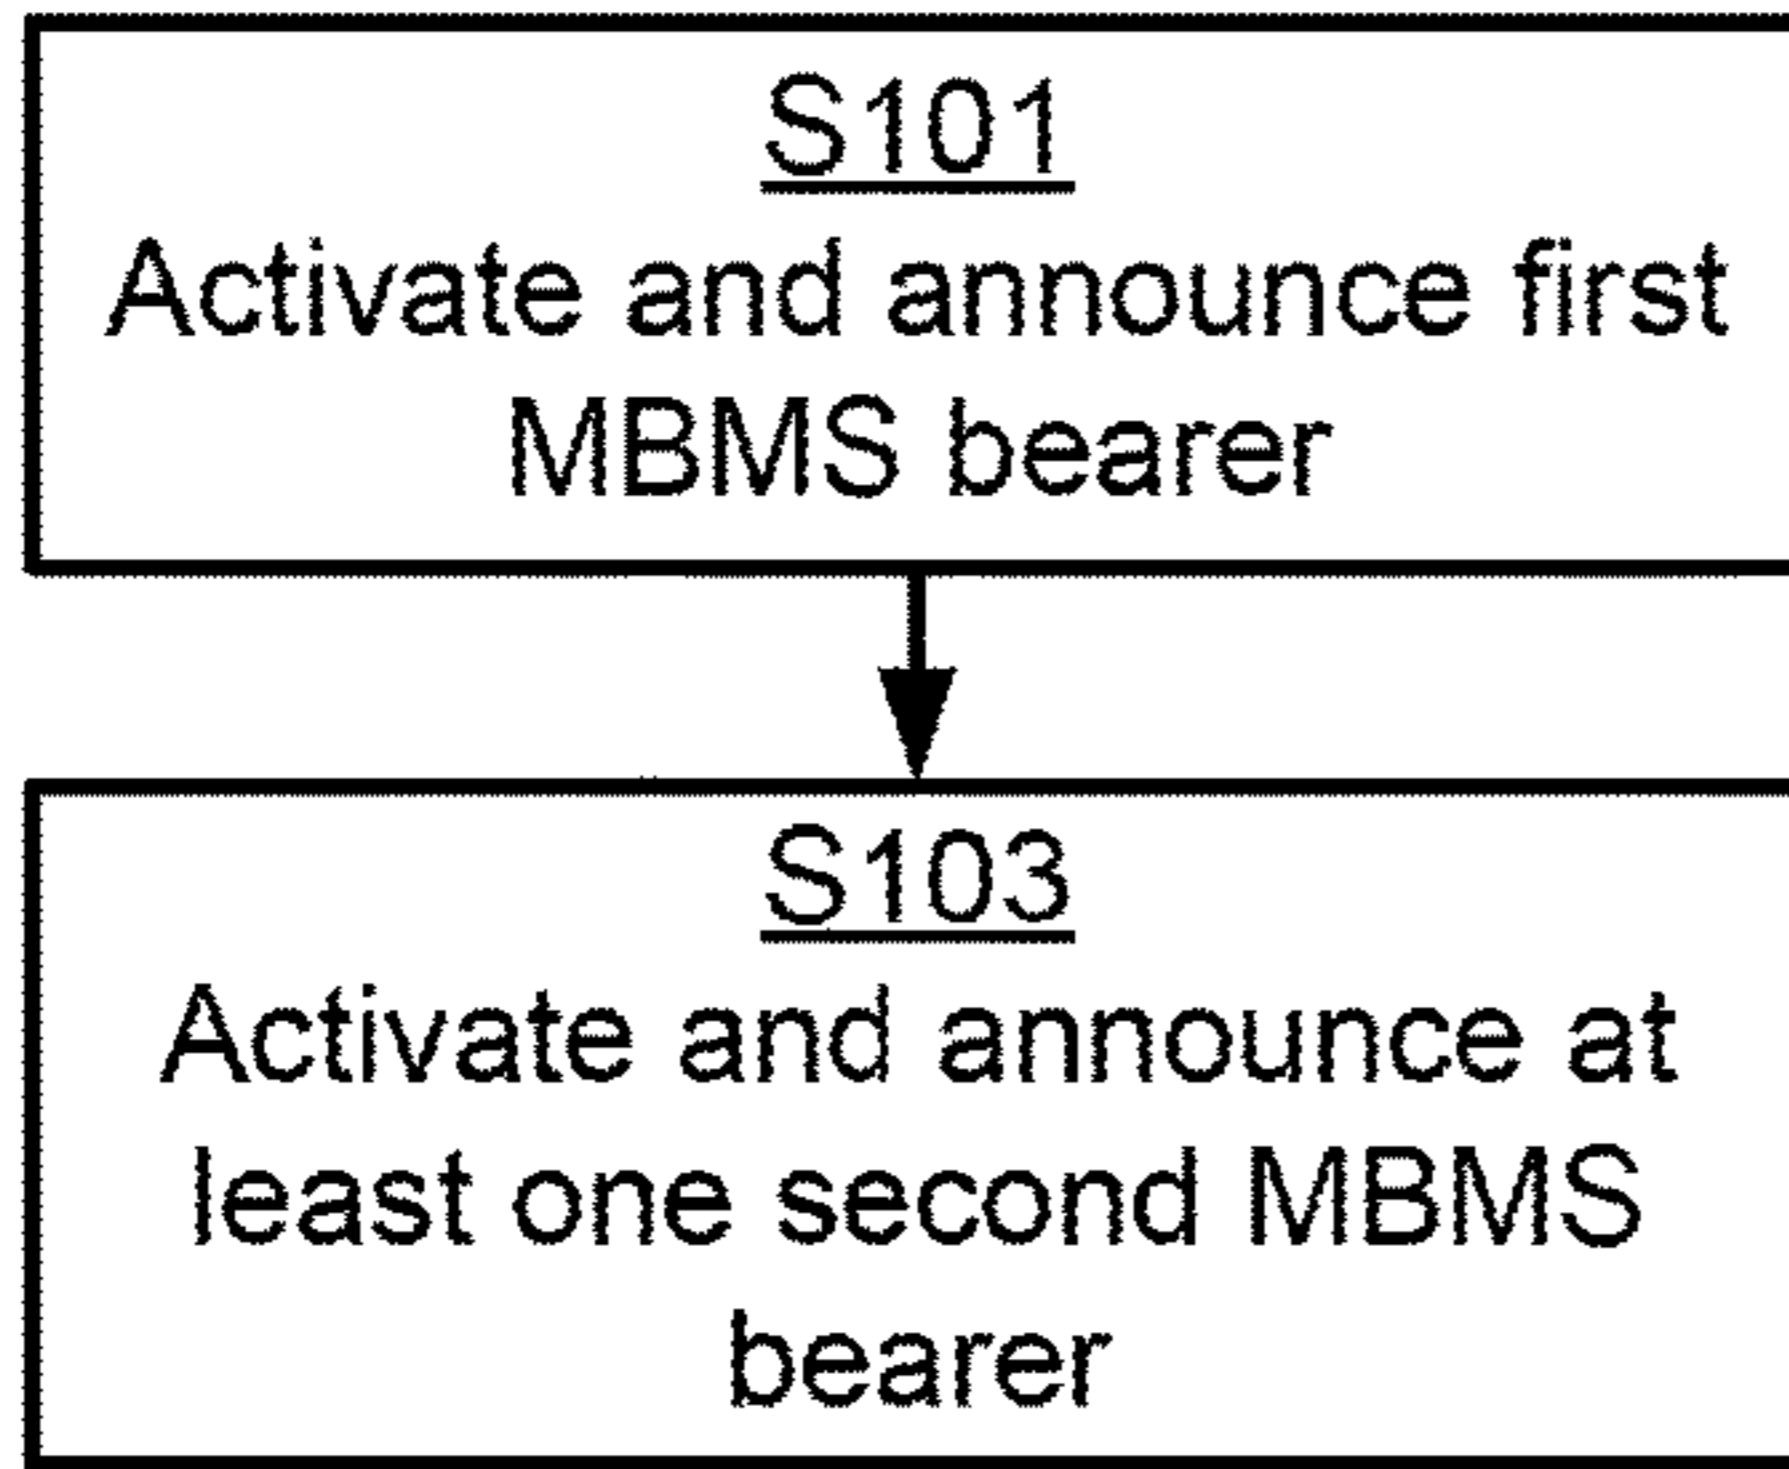 S101
Activate and announce first
MBMS bearer
S103
Activate and announce at
least one second MBMS
bearer